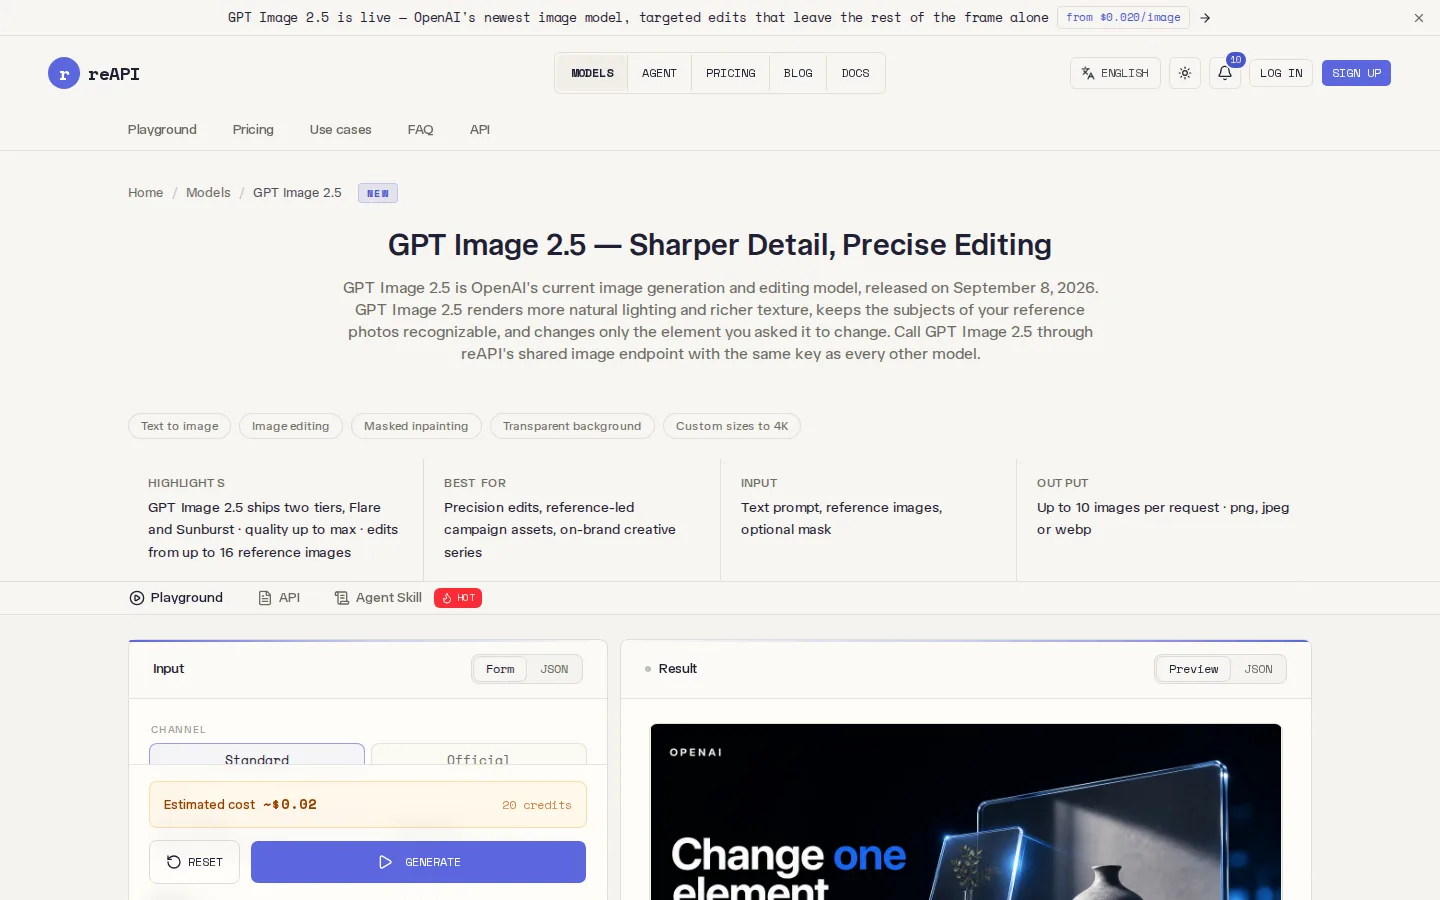 GPT Image 2.5 is live — OpenAI's newest image model, targeted edits that leave the rest of the frame alone from $0.020/image →
r reAPI
MODELS AGENT PRICING BLOG DOCS
ENGLISH 10 LOG IN SIGN UP
Playground Pricing Use cases FAQ API
Home / Models / GPT Image 2.5 NEW
GPT Image 2.5 — Sharper Detail, Precise Editing
GPT Image 2.5 is OpenAI's current image generation and editing model, released on September 8, 2026.
GPT Image 2.5 renders more natural lighting and richer texture, keeps the subjects of your reference
photos recognizable, and changes only the element you asked it to change. Call GPT Image 2.5 through
reAPI's shared image endpoint with the same key as every other model.
Text to image Image editing Masked inpainting Transparent background Custom sizes to 4K
HIGHLIGHTS
GPT Image 2.5 ships two tiers, Flare
and Sunburst · quality up to max · edits
from up to 16 reference images
BEST FOR
Precision edits, reference-led
campaign assets, on-brand creative
series
INPUT
Text prompt, reference images,
optional mask
OUTPUT
Up to 10 images per request · png, jpeg
or webp
Playground API Agent Skill HOT
Input Form JSON
CHANNEL
Standard Official
Estimated cost ~$0.02 20 credits
RESET GENERATE
Result Preview JSON
OPENAI
Change one
element